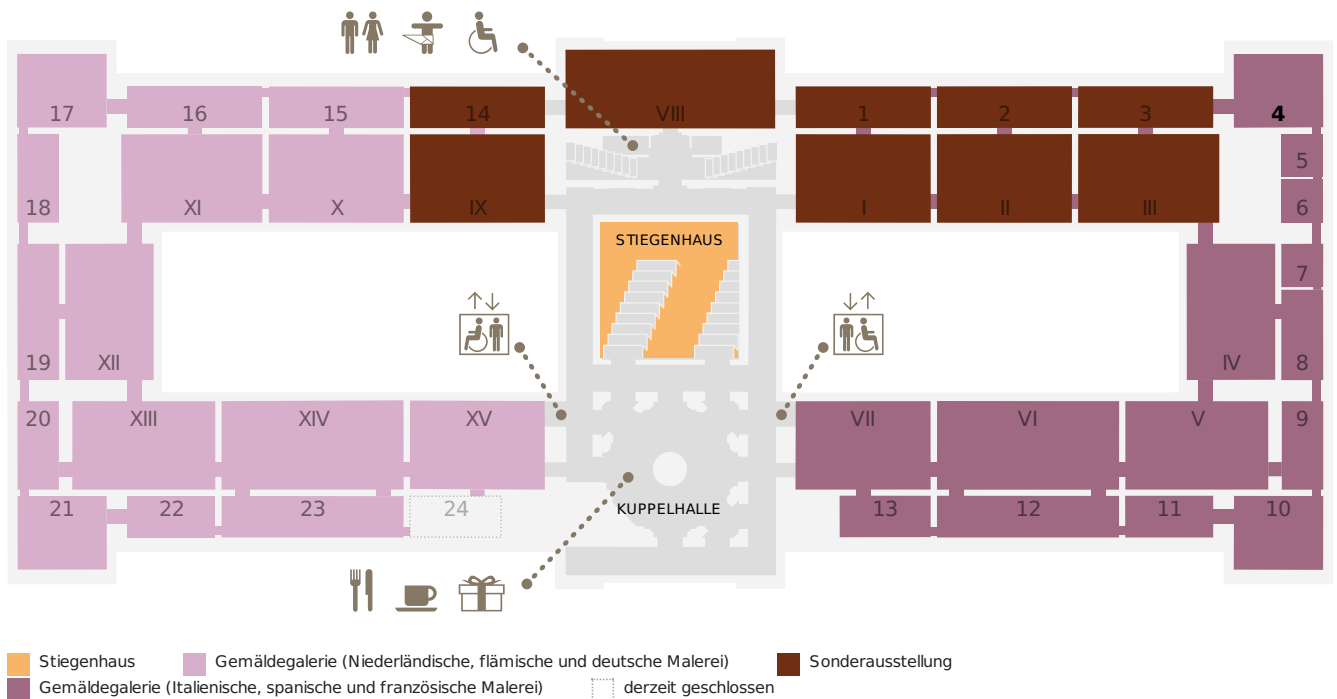 17 16 15 14 VIII 1 2 3 4
5
18 XI X IX I II III 6
STIEGENHAUS
7
19 XII IV 8
20 XIII XIV XV VII VI V 9
21 22 23 24 KUPPELHALLE 13 12 11 10
Stiegenhaus Gemäldegalerie (Niederländische, flämische und deutsche Malerei) Sonderausstellung
Gemäldegalerie (Italienische, spanische und französische Malerei) derzeit geschlossen